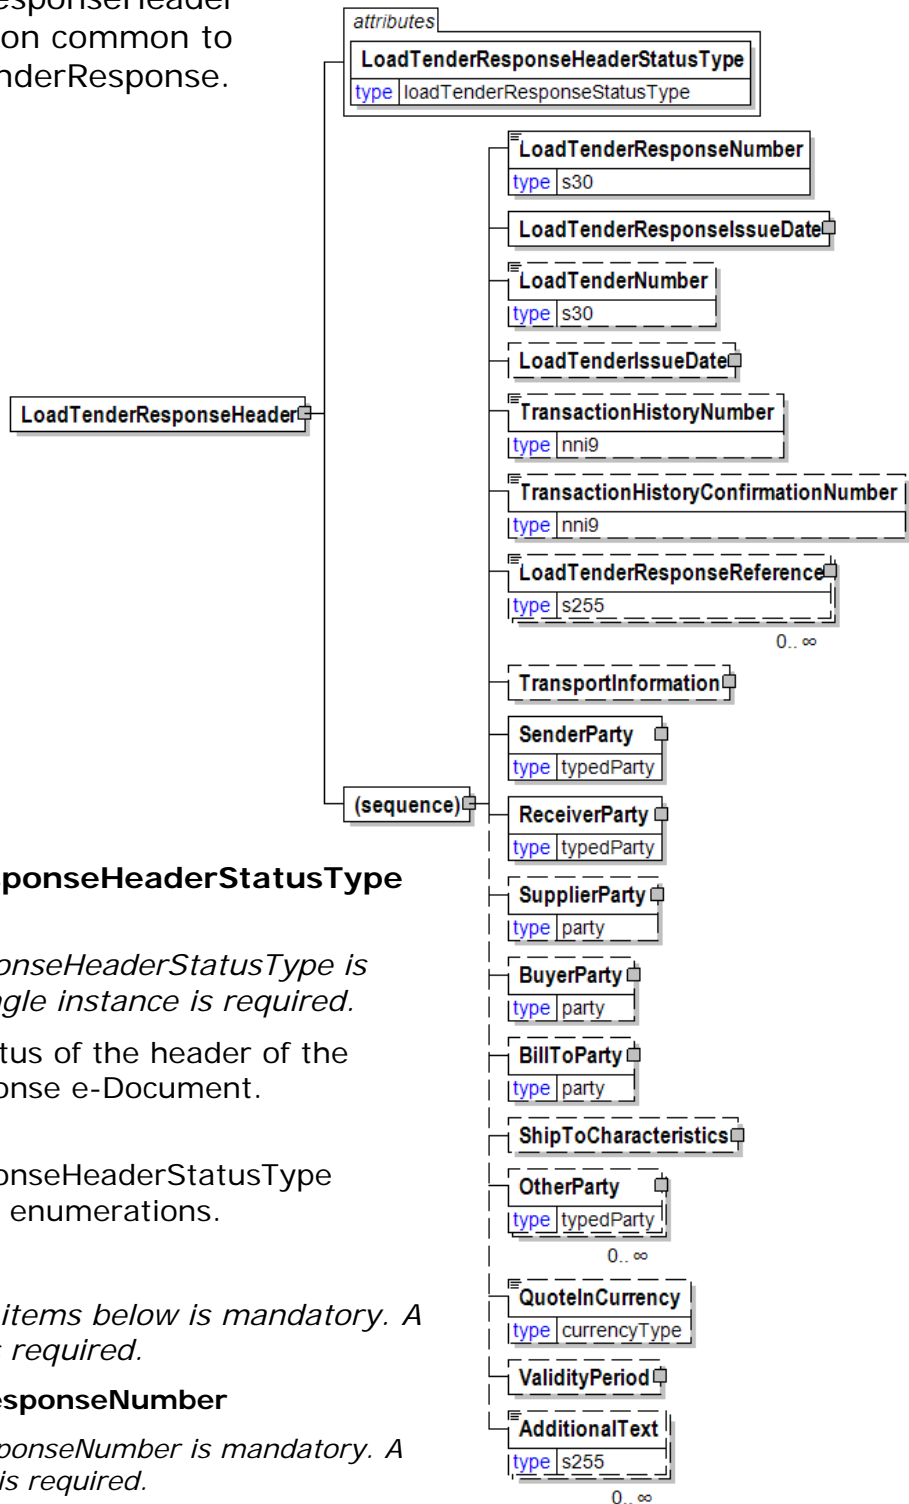 esponseHeader
on common to
nderResponse.
attributes
LoadTenderResponseHeaderStatusType
type loadTenderResponseStatusType
LoadTenderResponseNumber
type s30
LoadTenderResponseIssueDate
LoadTenderNumber
type s30
LoadTenderIssueDate
LoadTenderResponseHeader
TransactionHistoryNumber
type nni9
TransactionHistoryConfirmationNumber
type nni9
LoadTenderResponseReference
type s255
0..∞
TransportInformation
SenderParty
type typedParty
(sequence)
ReceiverParty
type typedParty
SupplierParty
type party
BuyerParty
type party
BillToParty
type party
ShipToCharacteristics
OtherParty
type typedParty
0..∞
QuoteInCurrency
type currencyType
ValidityPeriod
AdditionalText
type s255
0..∞
sponseHeaderStatusType
onseHeaderStatusType is
ngle instance is required.
tus of the header of the
onse e-Document.
onseHeaderStatusType
enumerations.
items below is mandatory. A
s required.
esponseNumber
sponseNumber is mandatory. A
is required.